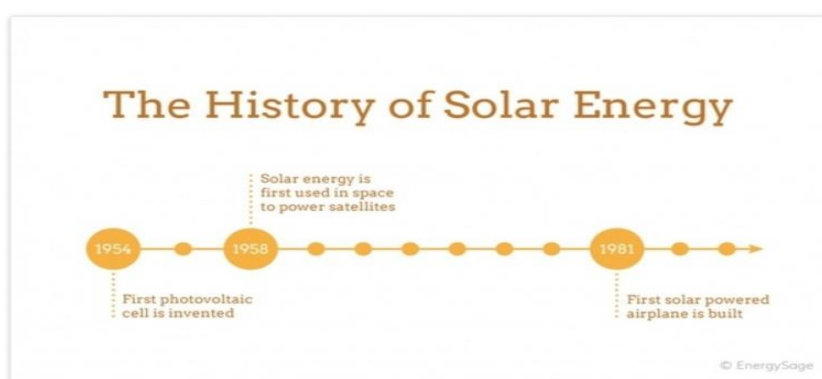 The History of Solar Energy
Solar energy is
first used in space
to power satellites
1954
1958
1981
First photovoltaic
cell is invented
First solar powered
airplane is built
© EnergySage